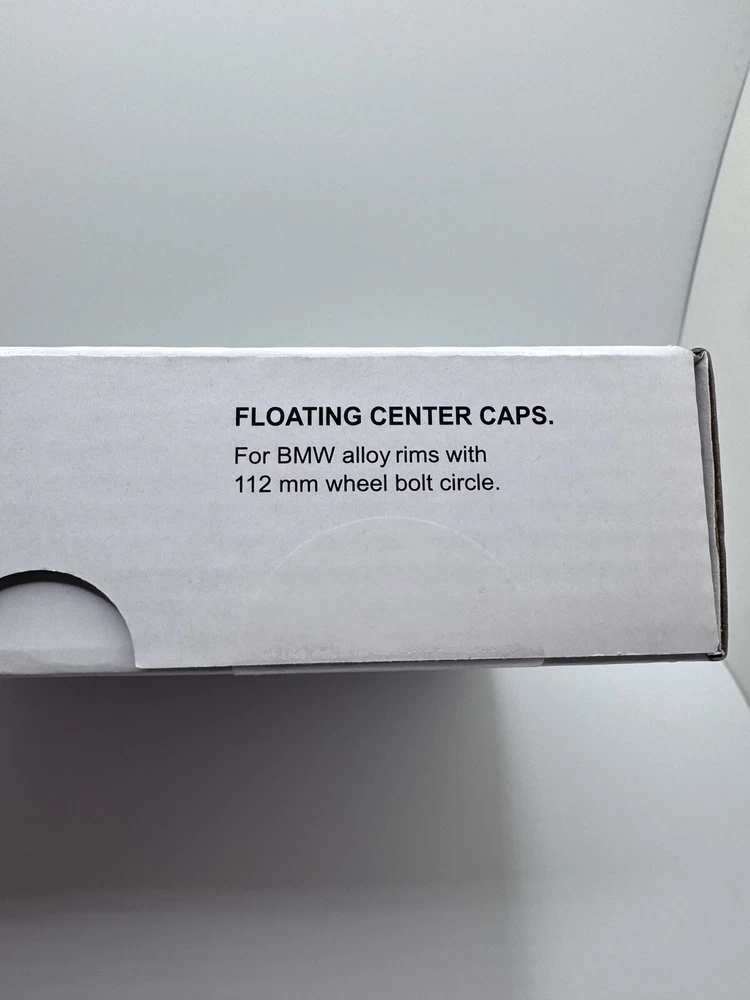 FLOATING CENTER CAPS.
For BMW alloy rims with
112 mm wheel bolt circle.